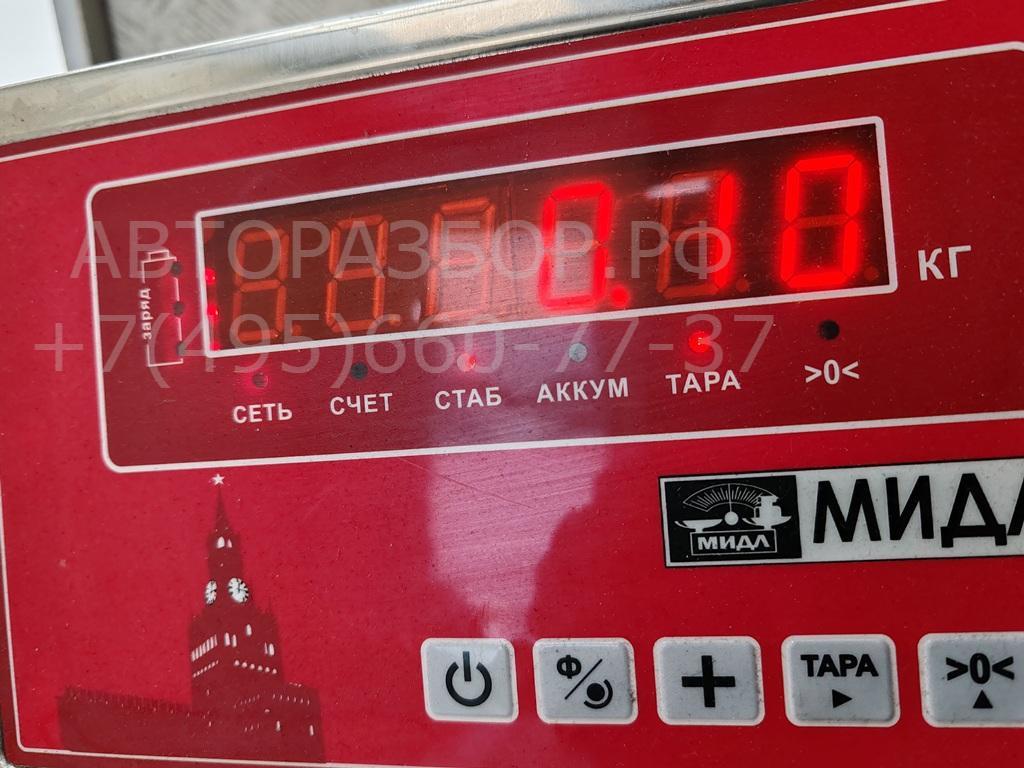 0.10
КГ
АВТОРАЗБОР.РФ
+7(495)660-77-37
заряд
СЕТЬ СЧЕТ СТАБ АККУМ ТАРА >0<
МИДЛ МИДЛ
Ф ТАРА >0<